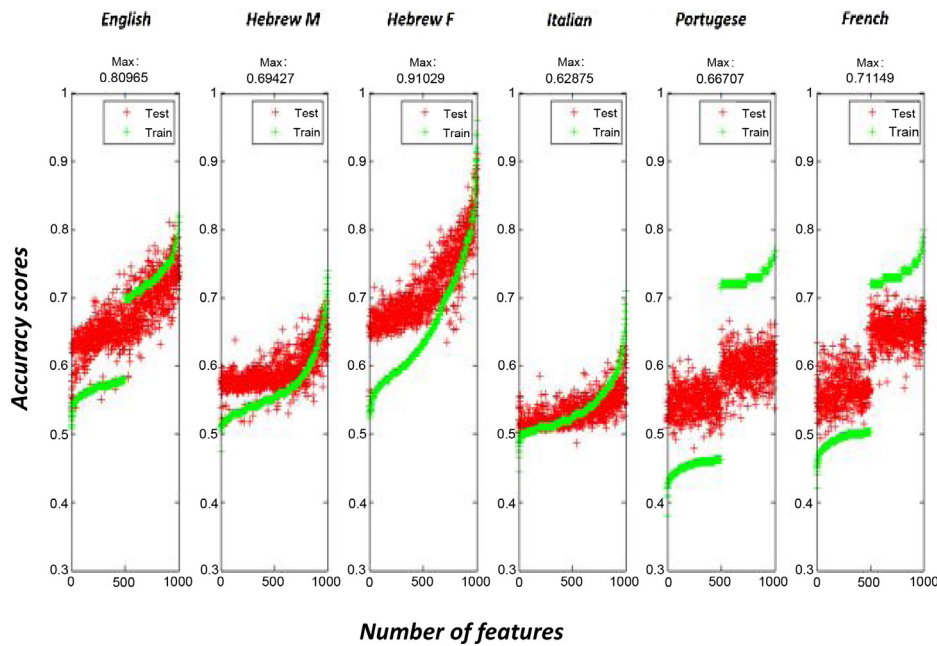 English Hebrew M Hebrew F Italian Portugese French
Max: Max: Max: Max: Max: Max:
0.80965 0.69427 0.91029 0.62875 0.66707 0.71149
1 1 1 1 1 1
Test Test Test Test Test Test
Train Train Train Train Train Train
0.9 0.9 0.9 0.9 0.9 0.9
0.8 0.8 0.8 0.8 0.8 0.8
0.7 0.7 0.7 0.7 0.7 0.7
0.6 0.6 0.6 0.6 0.6 0.6
0.5 0.5 0.5 0.5 0.5 0.5
0.4 0.4 0.4 0.4 0.4 0.4
0.3 0.3 0.3 0.3 0.3 0.3
0 500 1000 0 500 1000 0 500 1000 0 500 1000 0 500 1000 0 500 1000
Accuracy scores
Number of features